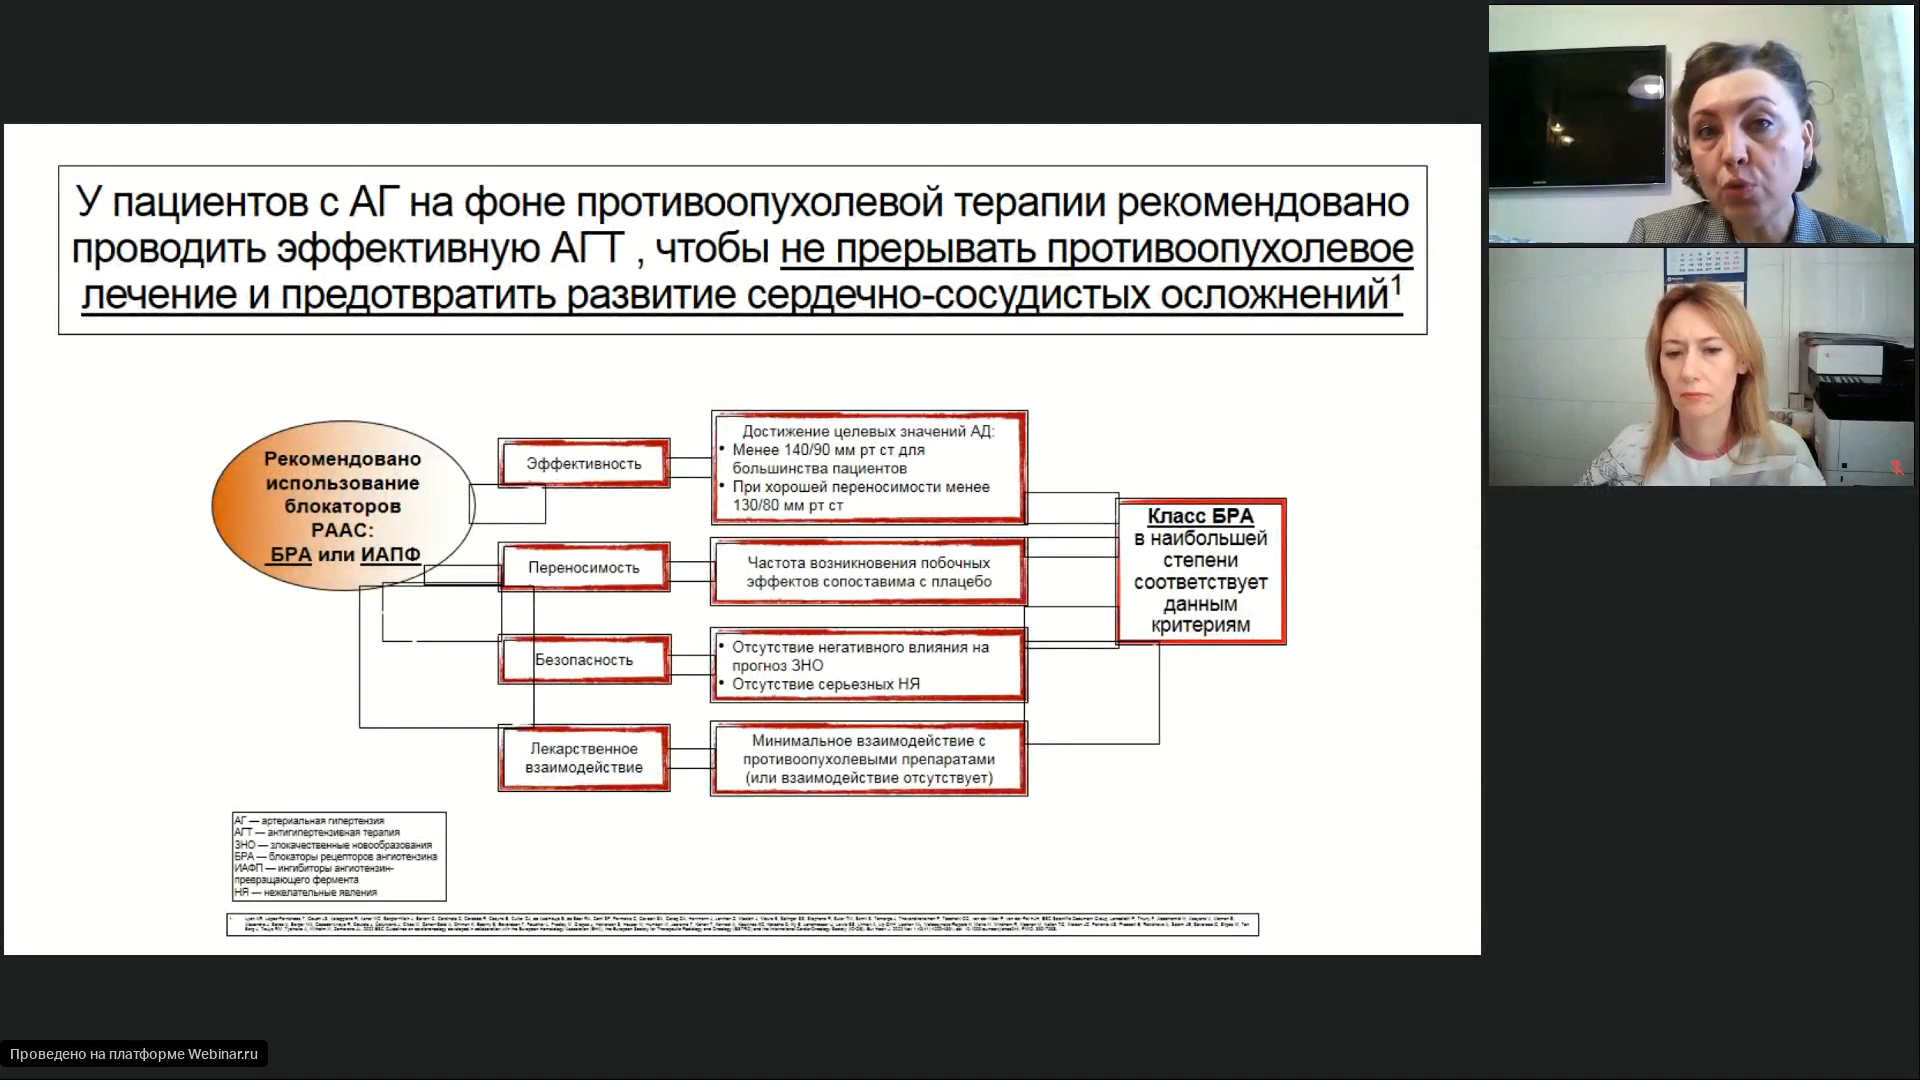 У пациентов с АГ на фоне противоопухолевой терапии рекомендовано
проводить эффективную АГТ , чтобы не прерывать противоопухолевое
лечение и предотвратить развитие сердечно-сосудистых осложнений¹
Рекомендовано
использование
блокаторов
РААС:
БРА или ИАПФ
Эффективность
Достижение целевых значений АД:
• Менее 140/90 мм рт ст для
большинства пациентов
• При хорошей переносимости менее
130/80 мм рт ст
Переносимость
Частота возникновения побочных
эффектов сопоставима с плацебо
Безопасность
• Отсутствие негативного влияния на
прогноз ЗНО
• Отсутствие серьезных НЯ
Лекарственное
взаимодействие
Минимальное взаимодействие с
противоопухолевыми препаратами
(или взаимодействие отсутствует)
Класс БРА
в наибольшей
степени
соответствует
данным
критериям
АГ — артериальная гипертензия
АГТ — антигипертензивная терапия
ЗНО — злокачественные новообразования
БРА — блокаторы рецепторов ангиотензина
ИАФП — ингибиторы ангиотензин-
превращающего фермента
НЯ — нежелательные явления
Проведено на платформе Webinar.ru